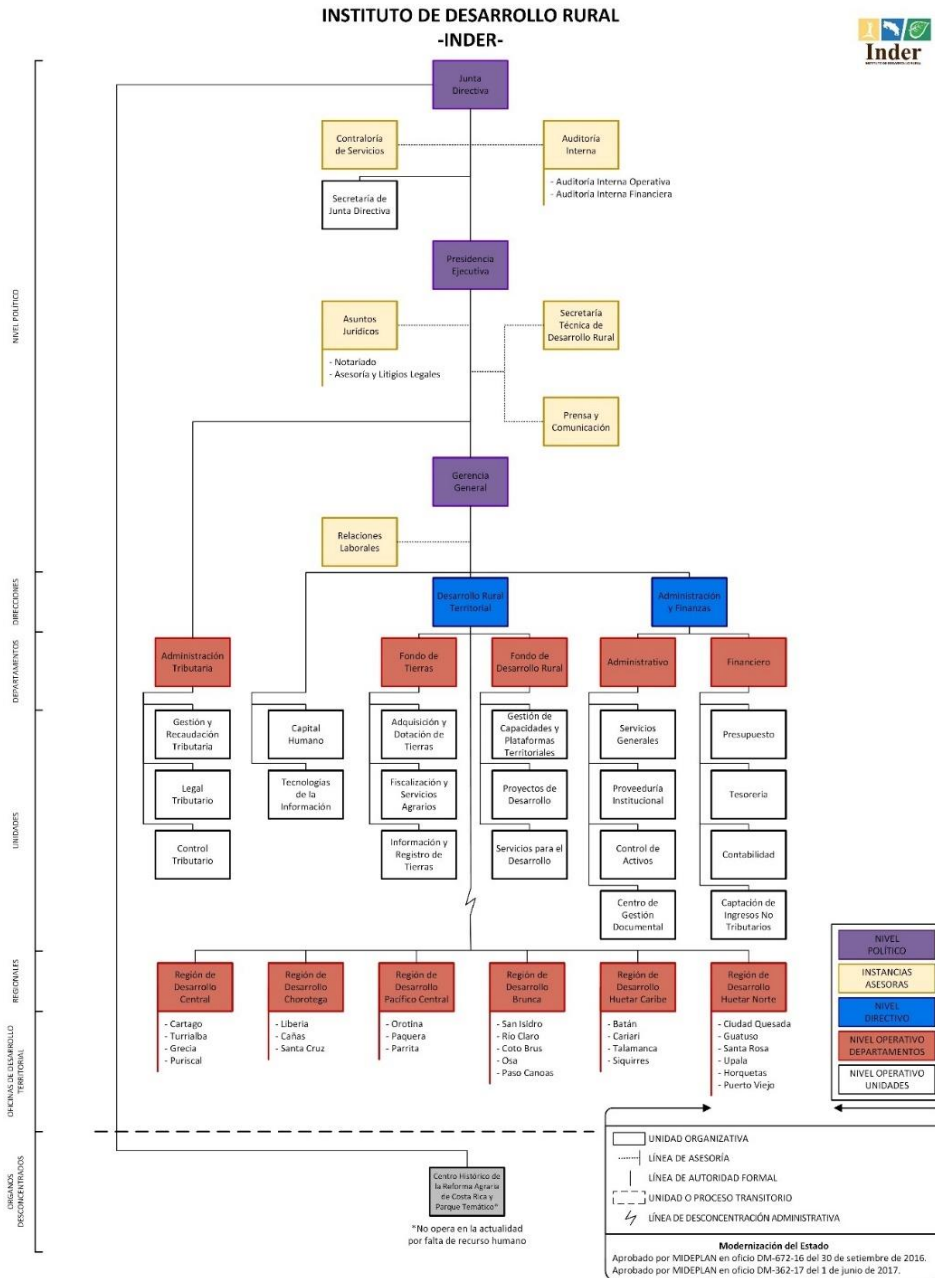 INSTITUTO DE DESARROLLO RURAL
-INDER-
Inder
INSTITUTO DE DESARROLLO RURAL
NIVEL POLÍTICO
Junta
Directiva
Contraloría
de Servicios
Auditoría
Interna
- Auditoría Interna Operativa
- Auditoría Interna Financiera
Secretaría de
Junta Directiva
Presidencia
Ejecutiva
Asuntos
Jurídicos
- Notariado
- Asesoría y Litigios Legales
Secretaría
Técnica de
Desarrollo Rural
Prensa y
Comunicación
Gerencia
General
Relaciones
Laborales
DIRECCIONES
Desarrollo Rural
Territorial
Administración
y Finanzas
DEPARTAMENTOS
Administración
Tributaria
Fondo de
Tierras
Fondo de
Desarrollo Rural
Administrativo
Financiero
UNIDADES
Gestión y
Recaudación
Tributaria
Capital
Humano
Adquisición y
Dotación de
Tierras
Gestión de
Capacidades y
Plataformas
Territoriales
Servicios
Generales
Presupuesto
Legal
Tributario
Tecnologías
de la
Información
Fiscalización y
Servicios
Agrarios
Proyectos de
Desarrollo
Proveeduría
Institucional
Tesorería
Control
Tributario
Información y
Registro de
Tierras
Servicios para el
Desarrollo
Control de
Activos
Contabilidad
Centro de
Gestión
Documental
Captación de
Ingresos No
Tributarios
REGIONALES
Región de
Desarrollo
Central
Región de
Desarrollo
Chorotega
Región de
Desarrollo
Pacífico Central
Región de
Desarrollo
Brunca
Región de
Desarrollo
Huetar Caribe
Región de
Desarrollo
Huetar Norte
OFICINAS DE DESARROLLO
TERRITORIAL
- Cartago
- Turrialba
- Grecia
- Puriscal
- Liberia
- Cañas
- Santa Cruz
- Orotina
- Paquera
- Parrita
- San Isidro
- Río Claro
- Coto Brus
- Osa
- Paso Canoas
- Batán
- Cariari
- Talamanca
- Siquirres
- Ciudad Quesada
- Guatuso
- Santa Rosa
- Upala
- Horquetas
- Puerto Viejo
ORGANOS
DESCONCENTRADOS
Centro Histórico de
la Reforma Agraria
de Costa Rica y
Parque Temático*
*No opera en la actualidad
por falta de recurso humano
NIVEL
POLÍTICO
INSTANCIAS
ASESORAS
NIVEL
DIRECTIVO
NIVEL OPERATIVO
DEPARTAMENTOS
NIVEL OPERATIVO
UNIDADES
UNIDAD ORGANIZATIVA
LÍNEA DE ASESORÍA
LÍNEA DE AUTORIDAD FORMAL
UNIDAD O PROCESO TRANSITORIO
LÍNEA DE DESCONCENTRACIÓN ADMINISTRATIVA
Modernización del Estado
Aprobado por MIDEPLAN en oficio DM-672-16 del 30 de setiembre de 2016.
Aprobado por MIDEPLAN en oficio DM-362-17 del 1 de junio de 2017.